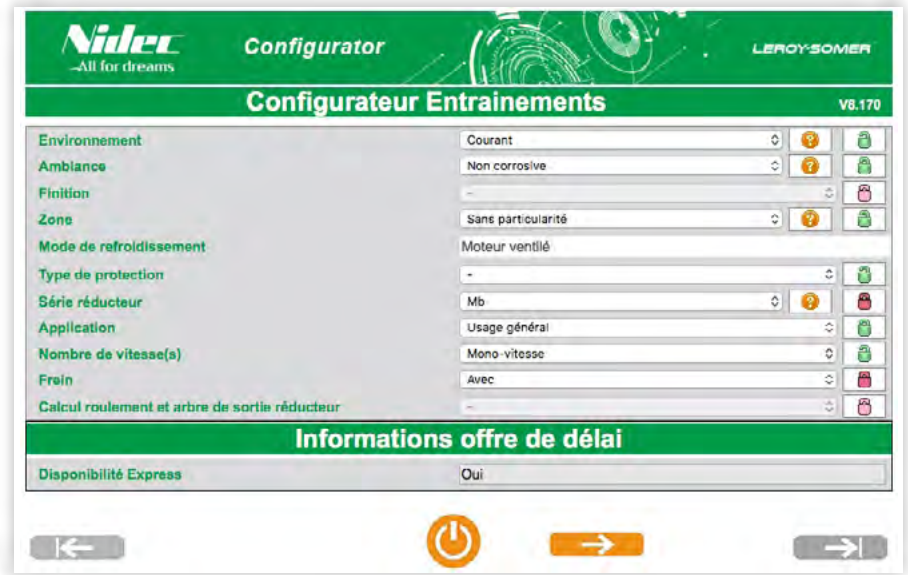 Nidec
All for dreams
Configurator
LEROY-SOMER
Configurateur Entrainements
V8.170
Environnement Courant ?
Ambiance Non corrosive ?
Finition -
Zone Sans particularité ?
Mode de refroidissement Moteur ventilé
Type de protection -
Série réducteur Mb ?
Application Usage général
Nombre de vitesse(s) Mono-vitesse
Frein Avec
Calcul roulement et arbre de sortie réducteur -
Informations offre de délai
Disponibilité Express Oui